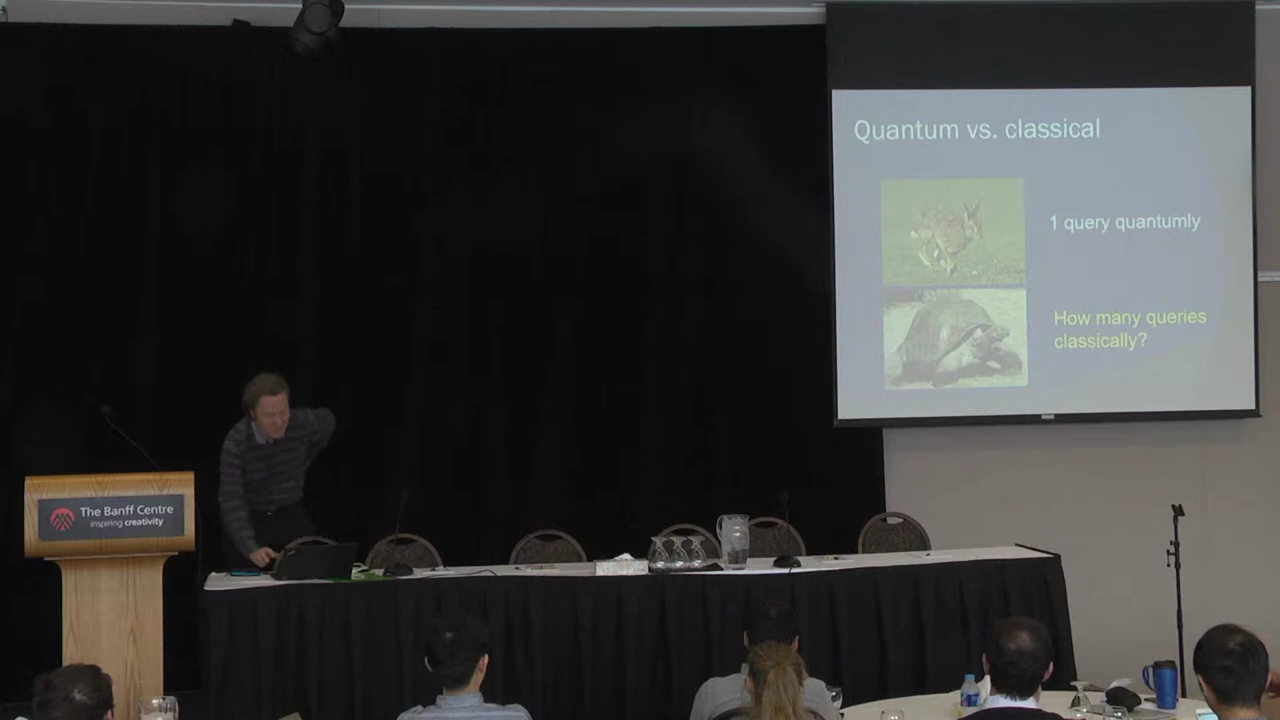 Quantum vs. classical
1 query quantumly
How many queries
classically?
The Banff Centre
inspiring creativity